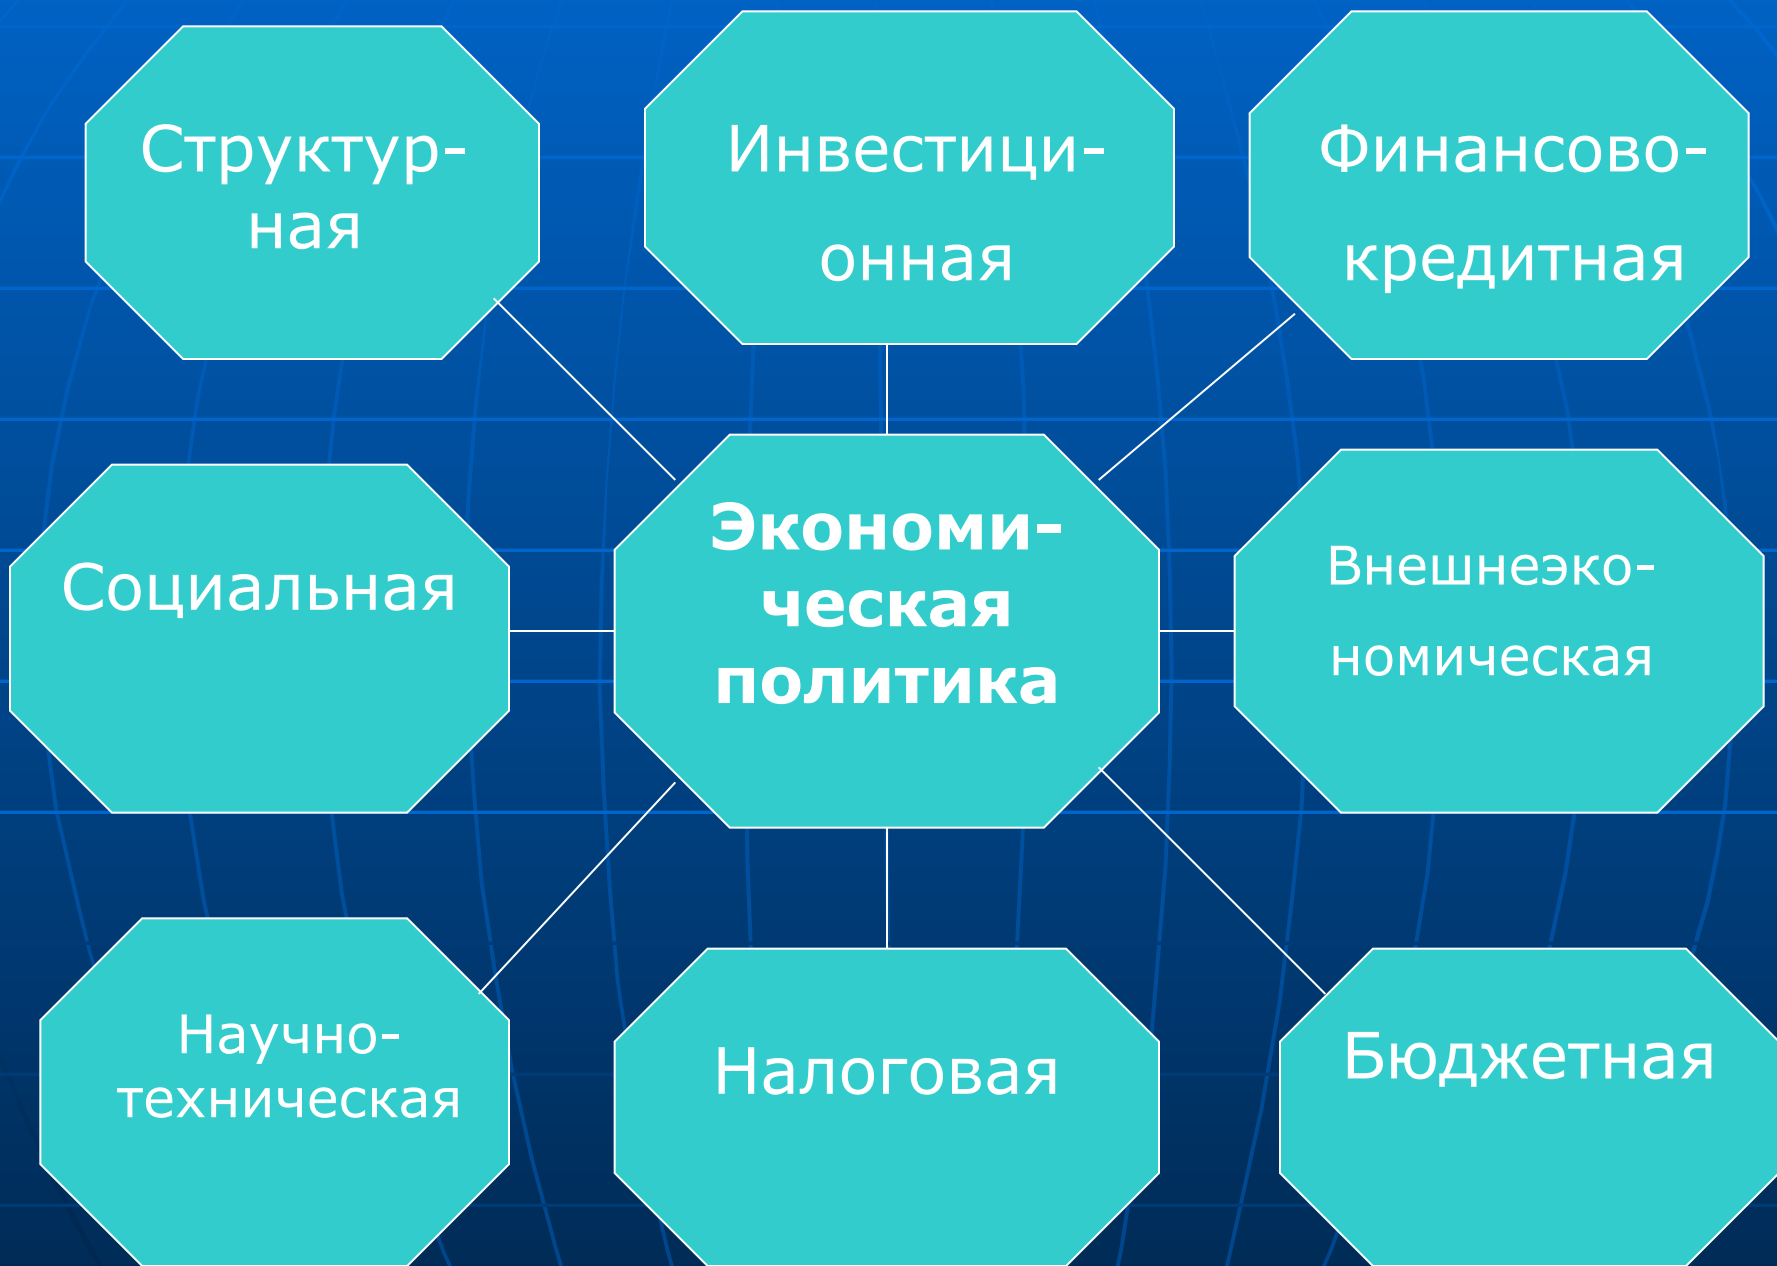 Структур-
ная
Инвестици-
онная
Финансово-
кредитная
Социальная
Экономи-
ческая
политика
Внешнеэко-
номическая
Научно-
техническая
Налоговая
Бюджетная